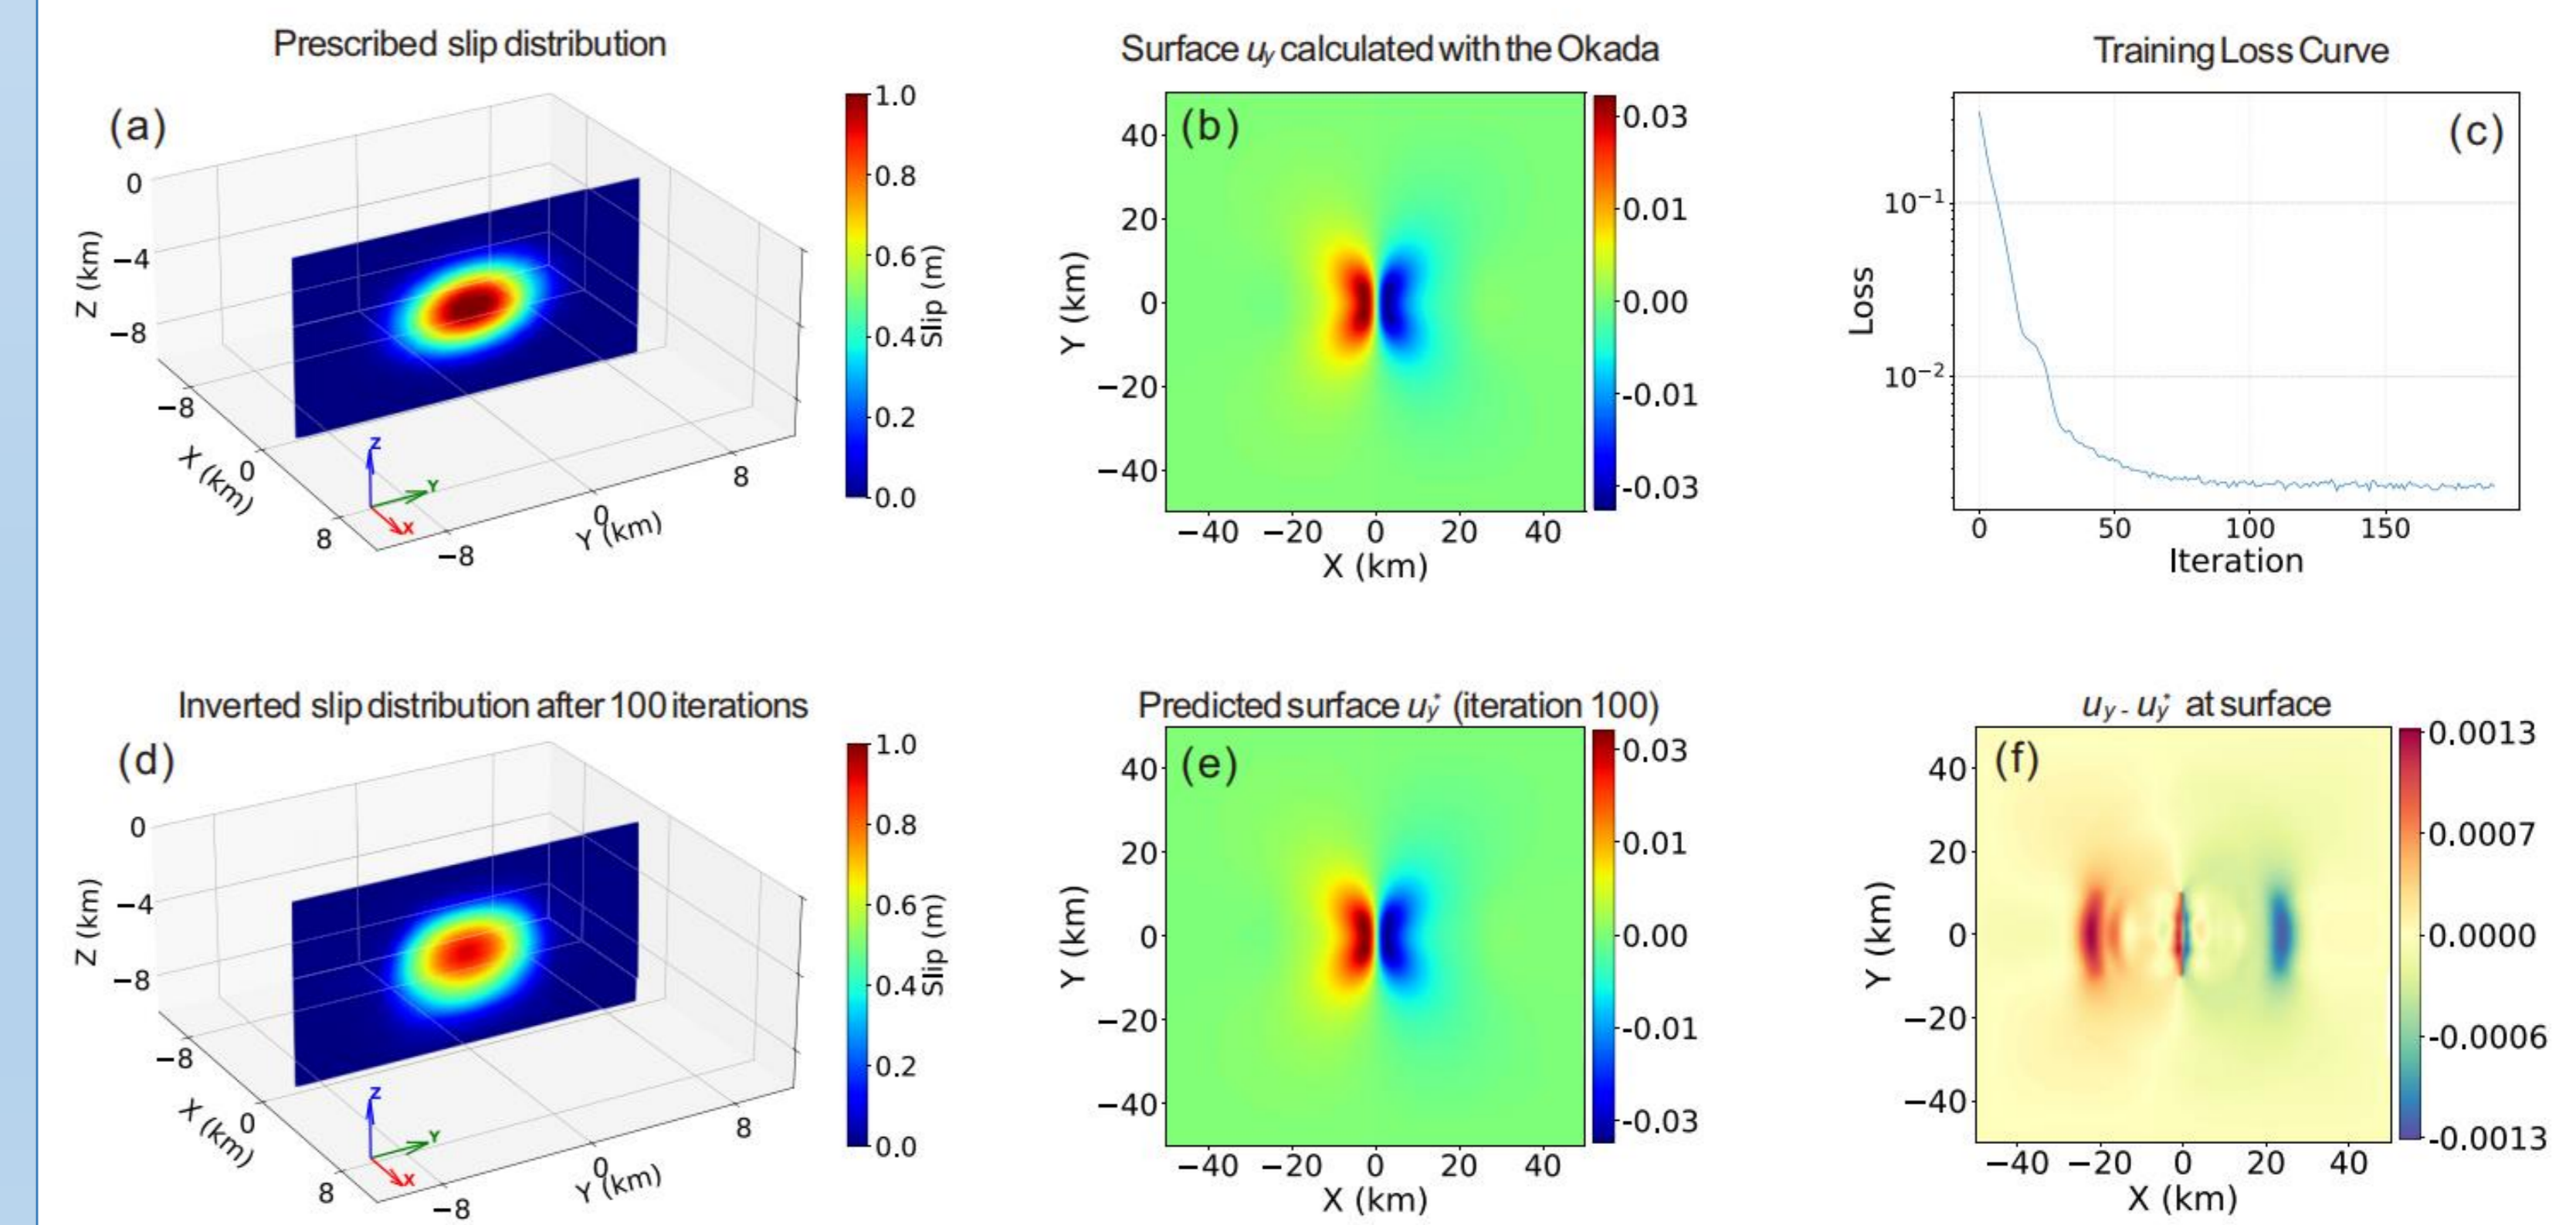 Prescribed slip distribution
(a)
0
−4
−8
Z (km)
−8
0
8
X (km)
−8
0
8
Y (km)
Z
Y
X
1.0
0.8
0.6
0.4
0.2
0.0
Slip (m)
Surface uy calculated with the Okada
(b)
40
20
0
−20
−40
Y (km)
−40 −20 0 20 40
X (km)
0.03
0.01
0.00
-0.01
-0.03
Training Loss Curve
(c)
10⁻¹
10⁻²
Loss
0 50 100 150
Iteration
Inverted slip distribution after 100 iterations
(d)
0
−4
−8
Z (km)
−8
0
8
X (km)
−8
0
8
Y (km)
Z
Y
X
1.0
0.8
0.6
0.4
0.2
0.0
Slip (m)
Predicted surface uy* (iteration 100)
(e)
40
20
0
−20
−40
Y (km)
−40 −20 0 20 40
X (km)
0.03
0.01
0.00
-0.01
-0.03
uy - uy* at surface
(f)
40
20
0
−20
−40
Y (km)
−40 −20 0 20 40
X (km)
0.0013
0.0007
0.0000
-0.0006
-0.0013